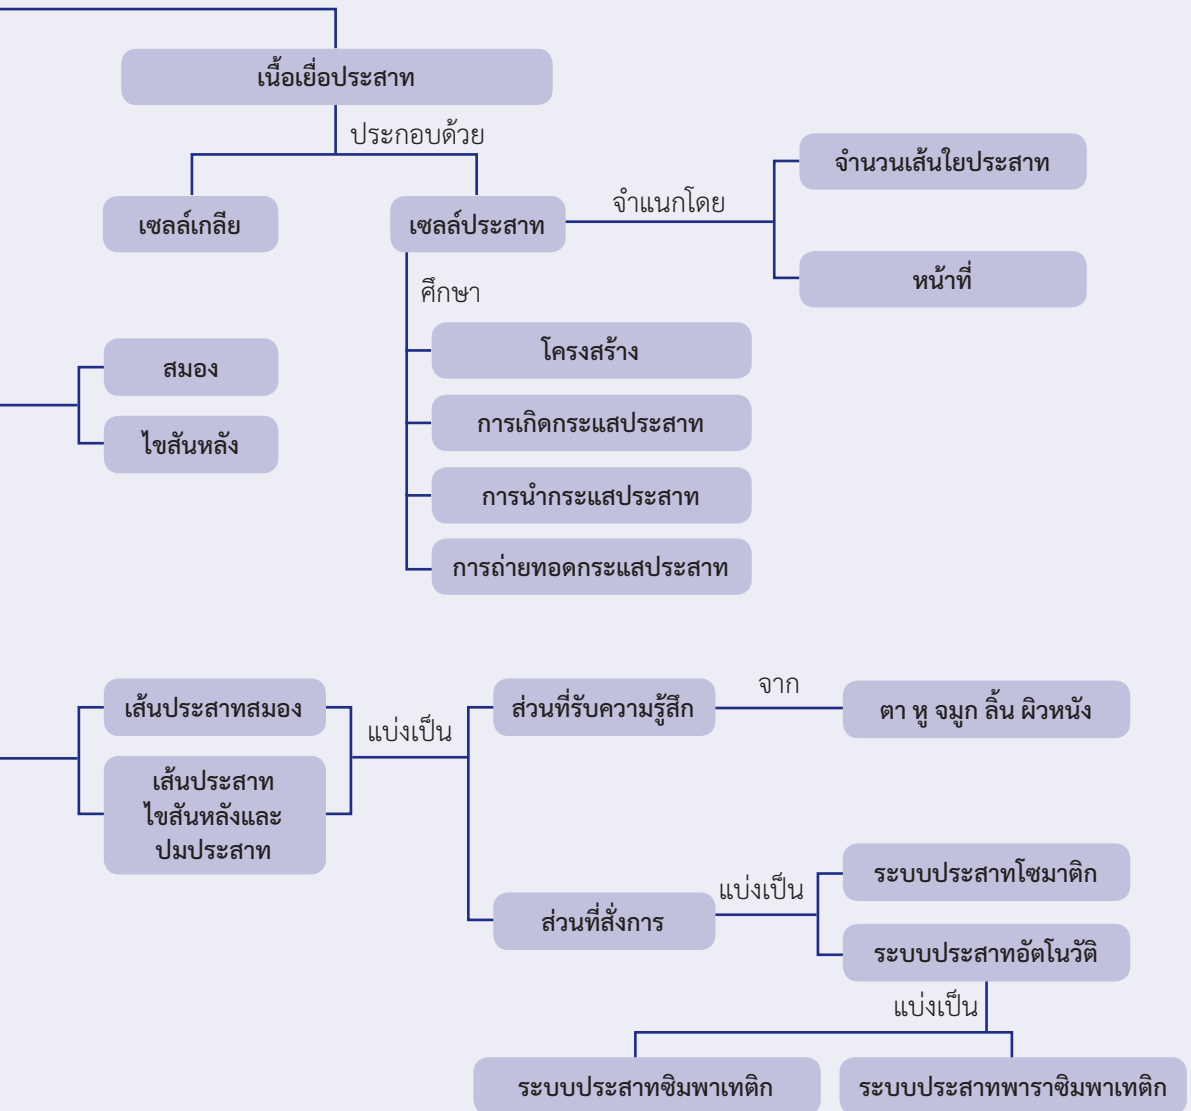 เนื้อเยื่อประสาท
ประกอบด้วย
เซลล์เกลีย
เซลล์ประสาท
จำแนกโดย
จำนวนเส้นใยประสาท
หน้าที่
ศึกษา
โครงสร้าง
การเกิดกระแสประสาท
การนำกระแสประสาท
การถ่ายทอดกระแสประสาท
สมอง
ไขสันหลัง
เส้นประสาทสมอง
เส้นประสาท
ไขสันหลังและ
ปมประสาท
แบ่งเป็น
ส่วนที่รับความรู้สึก
จาก
ตา หู จมูก ลิ้น ผิวหนัง
ส่วนที่สั่งการ
แบ่งเป็น
ระบบประสาทโซมาติก
ระบบประสาทอัตโนวัติ
แบ่งเป็น
ระบบประสาทซิมพาเทติก
ระบบประสาทพาราซิมพาเทติก